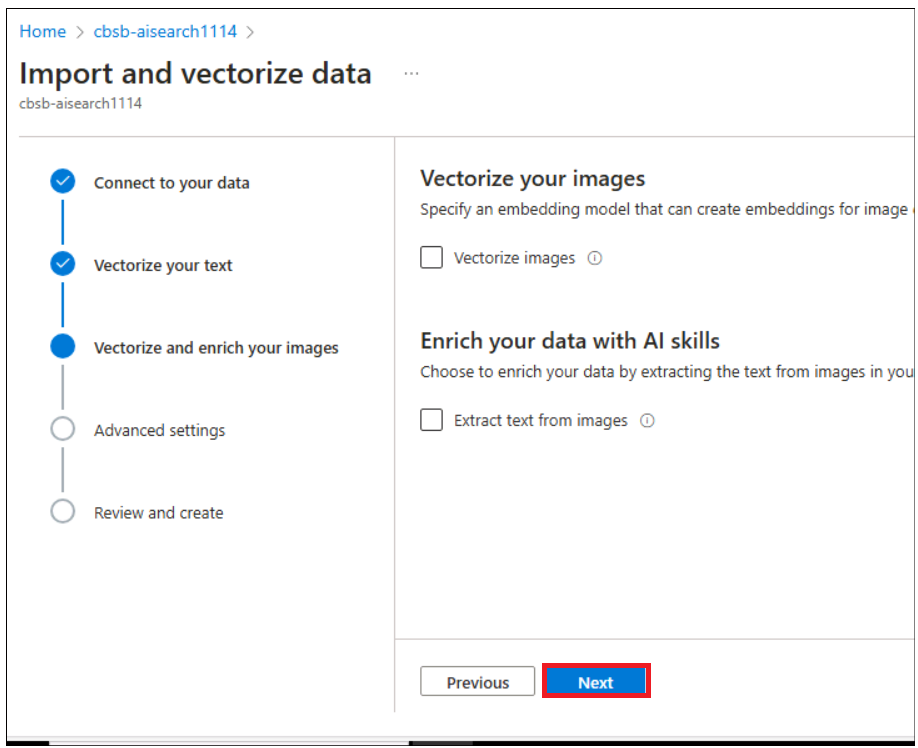 Home > cbsb-aisearch1114 >
Import and vectorize data ...
cbsb-aisearch1114
Connect to your data
Vectorize your text
Vectorize and enrich your images
Advanced settings
Review and create
Vectorize your images
Specify an embedding model that can create embeddings for image
Vectorize images
Enrich your data with AI skills
Choose to enrich your data by extracting the text from images in you
Extract text from images
Previous
Next